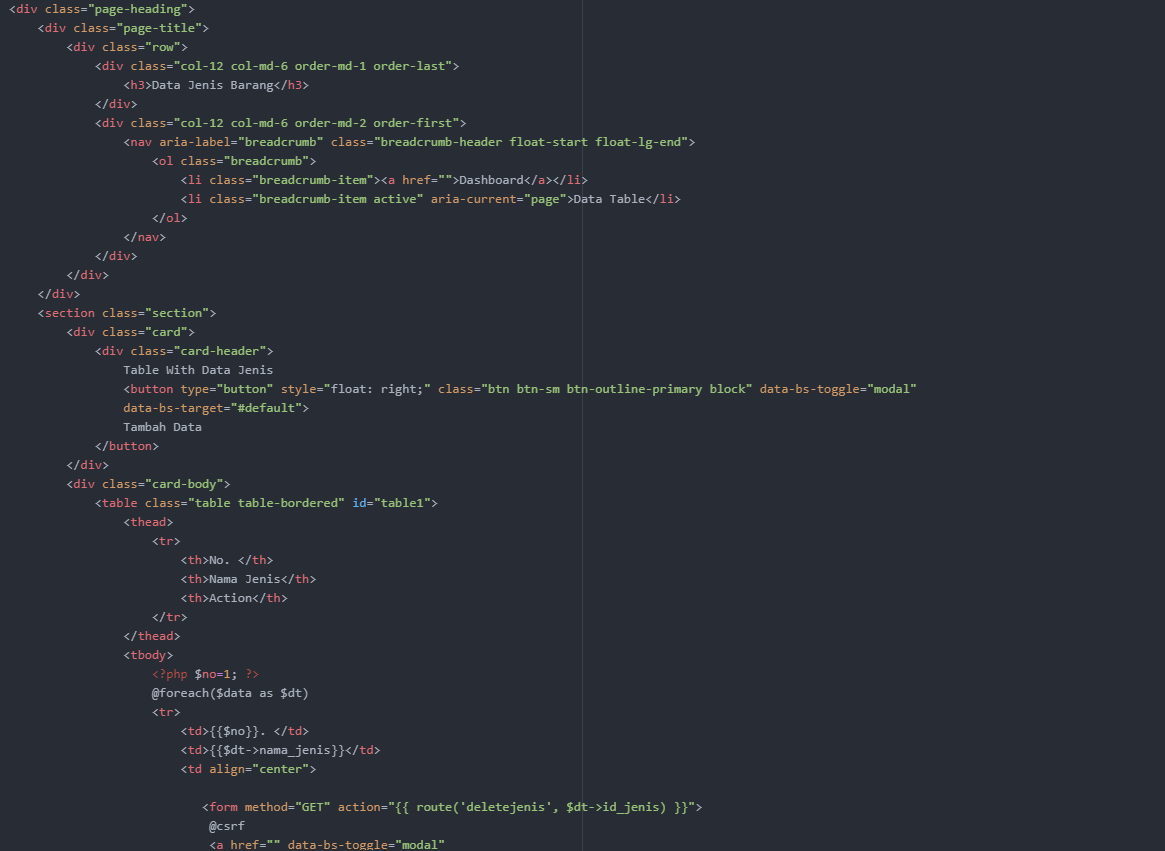 <div class="page-heading">
<div class="page-title">
<div class="row">
<div class="col-12 col-md-6 order-md-1 order-last">
<h3>Data Jenis Barang</h3>
</div>
<div class="col-12 col-md-6 order-md-2 order-first">
<nav aria-label="breadcrumb" class="breadcrumb-header float-start float-lg-end">
<ol class="breadcrumb">
<li class="breadcrumb-item"><a href="">Dashboard</a></li>
<li class="breadcrumb-item active" aria-current="page">Data Table</li>
</ol>
</nav>
</div>
</div>
</div>
<section class="section">
<div class="card">
<div class="card-header">
Table With Data Jenis
<button type="button" style="float: right;" class="btn btn-sm btn-outline-primary block" data-bs-toggle="modal"
data-bs-target="#default">
Tambah Data
</button>
</div>
<div class="card-body">
<table class="table table-bordered" id="table1">
<thead>
<tr>
<th>No. </th>
<th>Nama Jenis</th>
<th>Action</th>
</tr>
</thead>
<tbody>
<?php $no=1; ?>
@foreach($data as $dt)
<tr>
<td>{{$no}}. </td>
<td>{{$dt->nama_jenis}}</td>
<td align="center">
<form method="GET" action="{{ route('deletejenis', $dt->id_jenis) }}">
@csrf
<a href="" data-bs-toggle="modal"